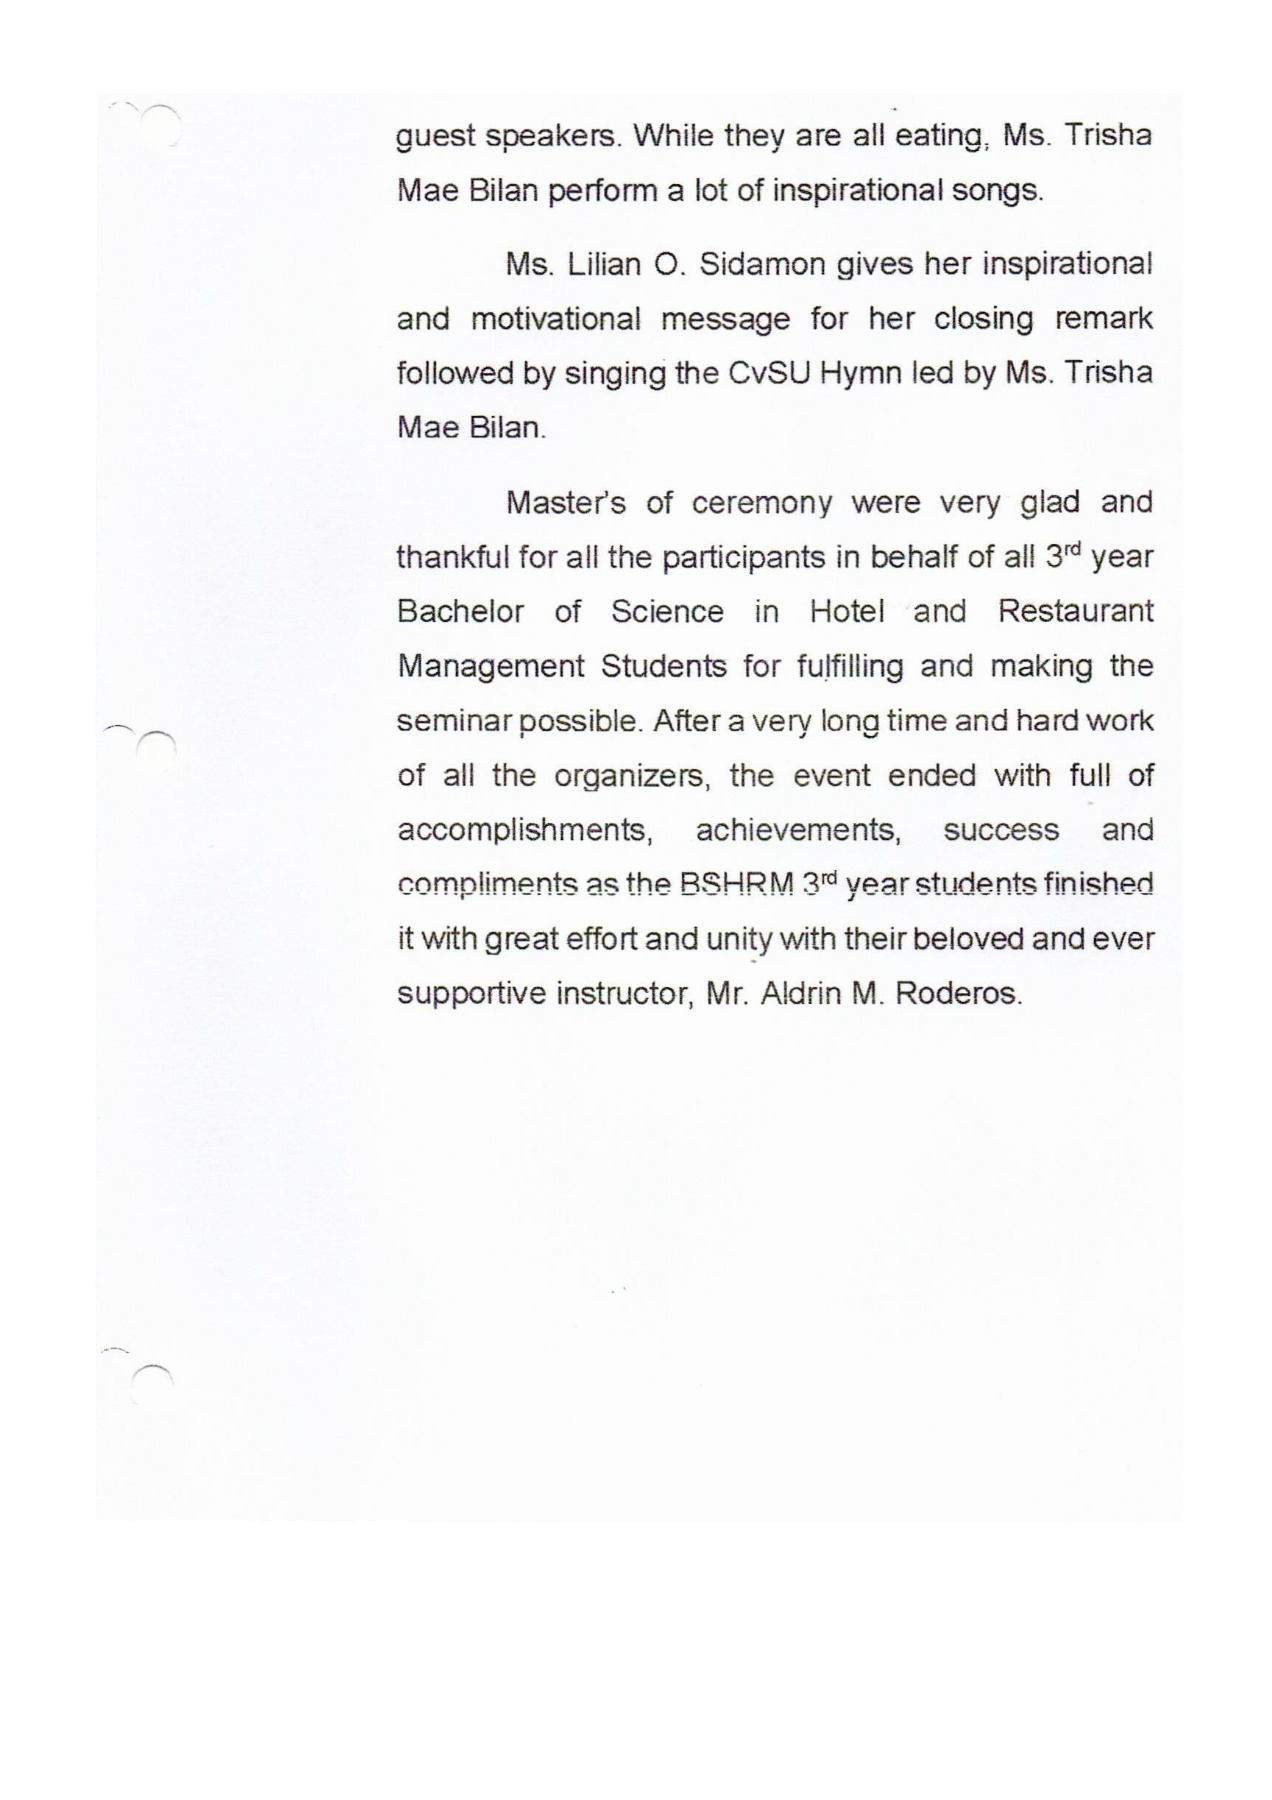 guest speakers. While they are all eating, Ms. Trisha
Mae Bilan perform a lot of inspirational songs.
Ms. Lilian O. Sidamon gives her inspirational
and motivational message for her closing remark
followed by singing the CvSU Hymn led by Ms. Trisha
Mae Bilan.
Master's of ceremony were very glad and
thankful for all the participants in behalf of all 3rd year
Bachelor of Science in Hotel and Restaurant
Management Students for fulfilling and making the
seminar possible. After a very long time and hard work
of all the organizers, the event ended with full of
accomplishments, achievements, success and
compliments as the BSHRM 3rd year students finished
it with great effort and unity with their beloved and ever
supportive instructor, Mr. Aldrin M. Roderos.